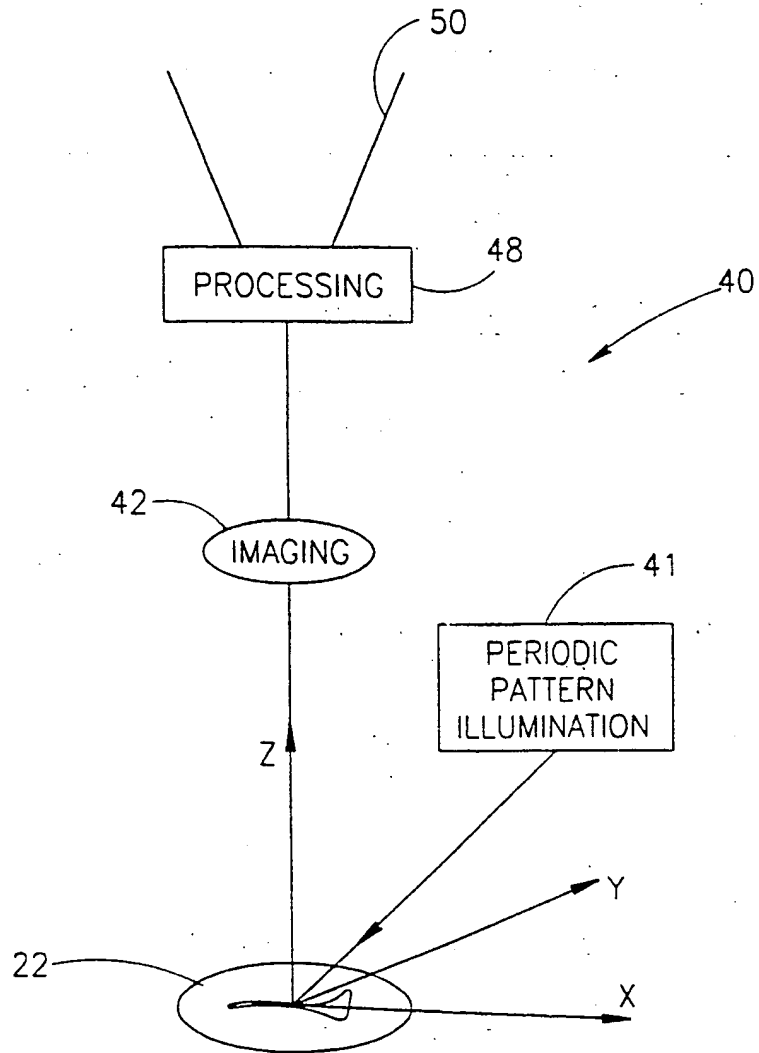 50
PROCESSING
48
40
42
IMAGING
41
PERIODIC
PATTERN
ILLUMINATION
Z
Y
22
X